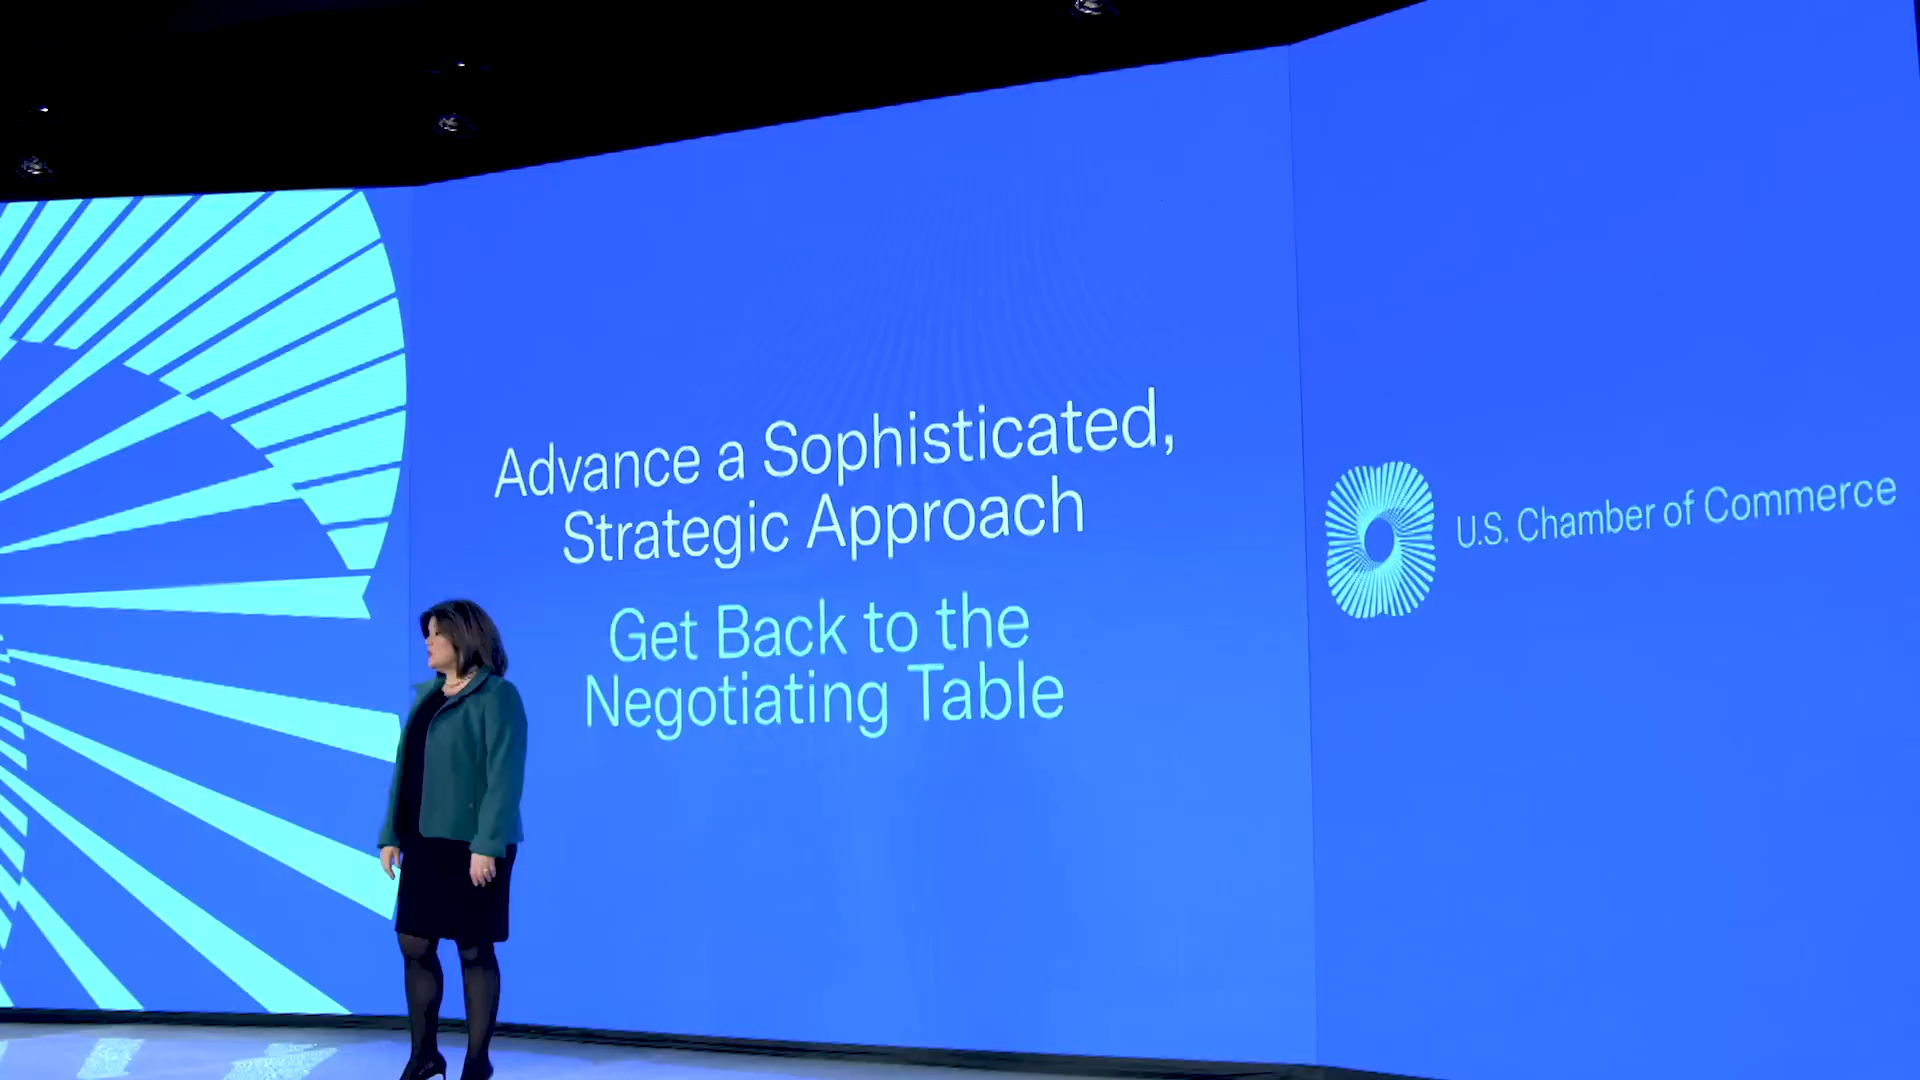 Advance a Sophisticated,
Strategic Approach
Get Back to the
Negotiating Table
U.S. Chamber of Commerce